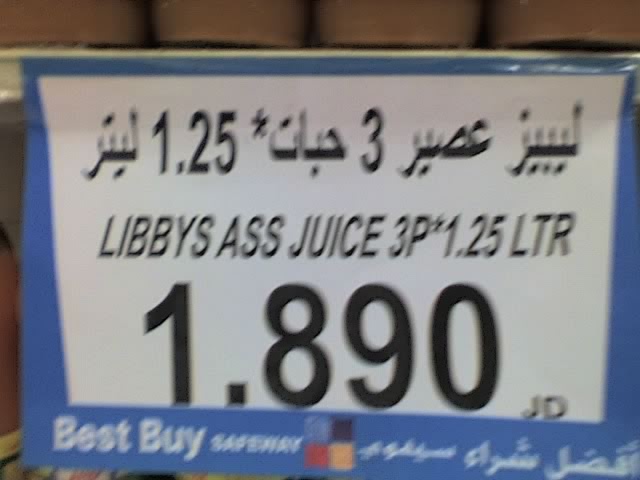 ليبيز عصير 3 حبات* 1.25 ليتر
LIBBYS ASS JUICE 3P*1.25 LTR
1.890 JD
Best Buy SAFEWAY سيفوي أفضل شراء